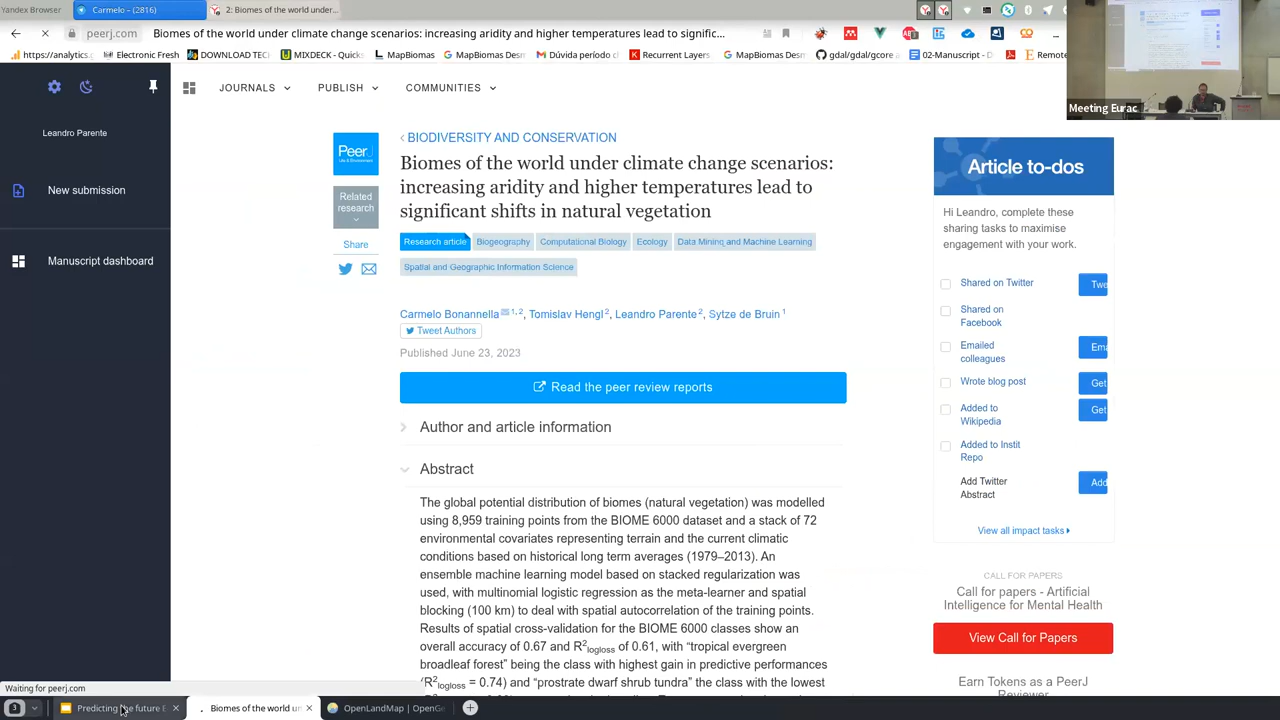 Yandex Browser
Carmelo – (2816)
2: Biomes of the world under...
peerj.com
Biomes of the world under climate change scenarios: increasing aridity and higher temperatures lead to signific...
https://analytics.
Electronic Fresh
DOWNLOAD TEC
MIXDECK - Quicks
MapBiomas
Dúvida período c
Recurrent Layers
MapBiomas Desm
gdal/gdal/gcore a
02-Manuscript - D
Remote
Meeting Eurac
JOURNALS
PUBLISH
COMMUNITIES
Leandro Parente
New submission
Manuscript dashboard
PeerJ
Life & Environment
Related
research
Share
BIODIVERSITY AND CONSERVATION
Biomes of the world under climate change scenarios:
increasing aridity and higher temperatures lead to
significant shifts in natural vegetation
Research article
Biogeography
Computational Biology
Ecology
Data Mining and Machine Learning
Spatial and Geographic Information Science
Carmelo Bonannella 1,2, Tomislav Hengl 2, Leandro Parente 2, Sytze de Bruin 1
Tweet Authors
Published June 23, 2023
Read the peer review reports
Author and article information
Abstract
The global potential distribution of biomes (natural vegetation) was modelled
using 8,959 training points from the BIOME 6000 dataset and a stack of 72
environmental covariates representing terrain and the current climatic
conditions based on historical long term averages (1979–2013). An
ensemble machine learning model based on stacked regularization was
used, with multinomial logistic regression as the meta-learner and spatial
blocking (100 km) to deal with spatial autocorrelation of the training points.
Results of spatial cross-validation for the BIOME 6000 classes show an
overall accuracy of 0.67 and R2logloss of 0.61, with “tropical evergreen
broadleaf forest” being the class with highest gain in predictive performances
(R2logloss = 0.74) and “prostrate dwarf shrub tundra” the class with the lowest
Article to-dos
Hi Leandro, complete these
sharing tasks to maximise
engagement with your work.
Shared on Twitter
Twe
Shared on
Facebook
Emailed
colleagues
Ema
Wrote blog post
Get
Added to
Wikipedia
Get
Added to Instit
Repo
Add Twitter
Abstract
Add
View all impact tasks
CALL FOR PAPERS
Call for papers - Artificial
Intelligence for Mental Health
View Call for Papers
Earn Tokens as a PeerJ
Reviewer
Waiting for peerj.com
3
Predicting the future E
Biomes of the world un
OpenLandMap | OpenGe